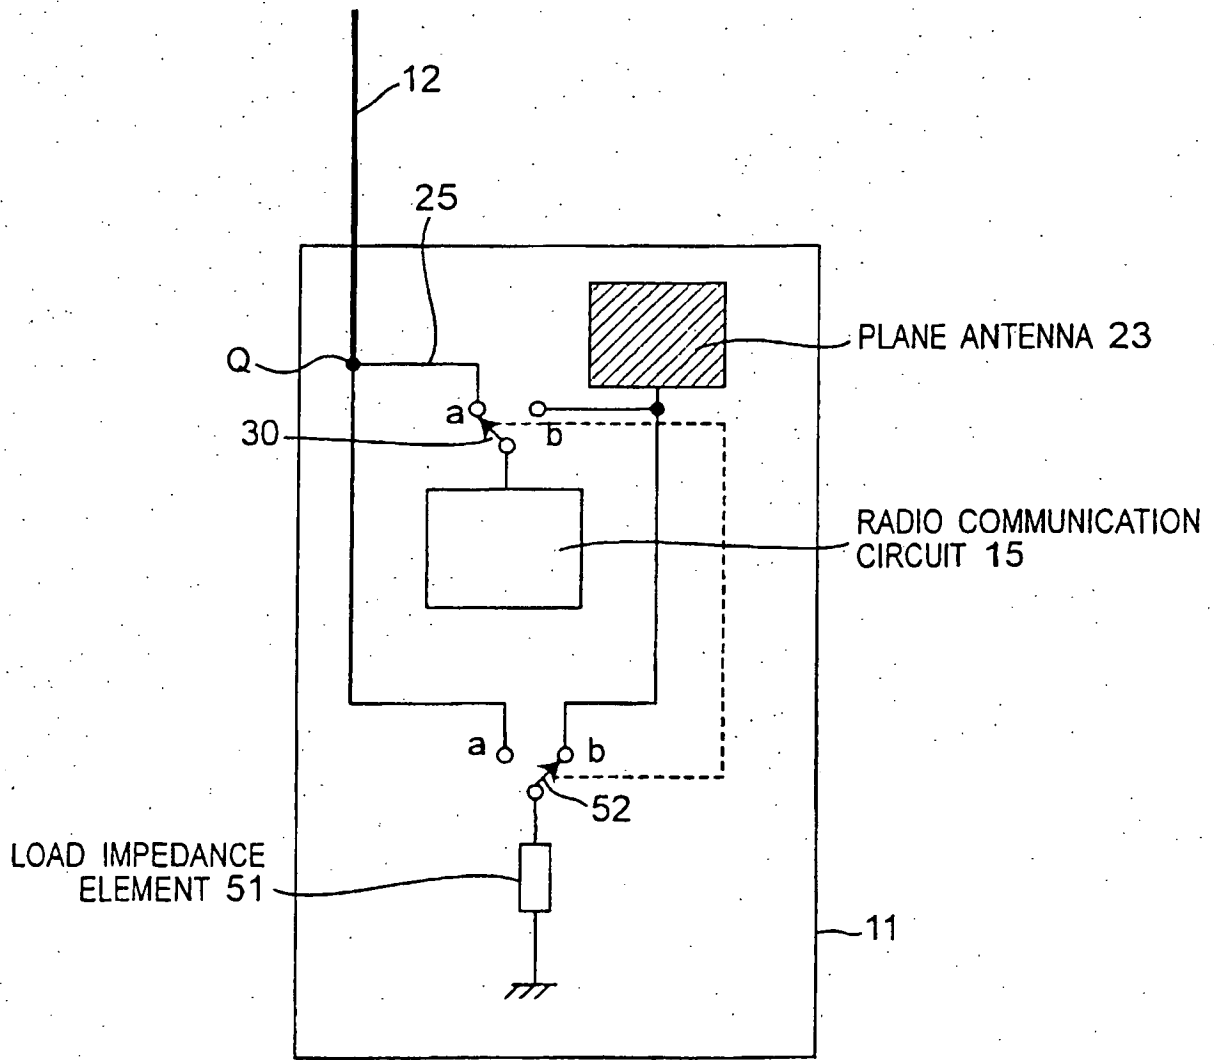 12
25
Q
PLANE ANTENNA 23
a
b
30
RADIO COMMUNICATION
CIRCUIT 15
a
b
52
LOAD IMPEDANCE
ELEMENT 51
11